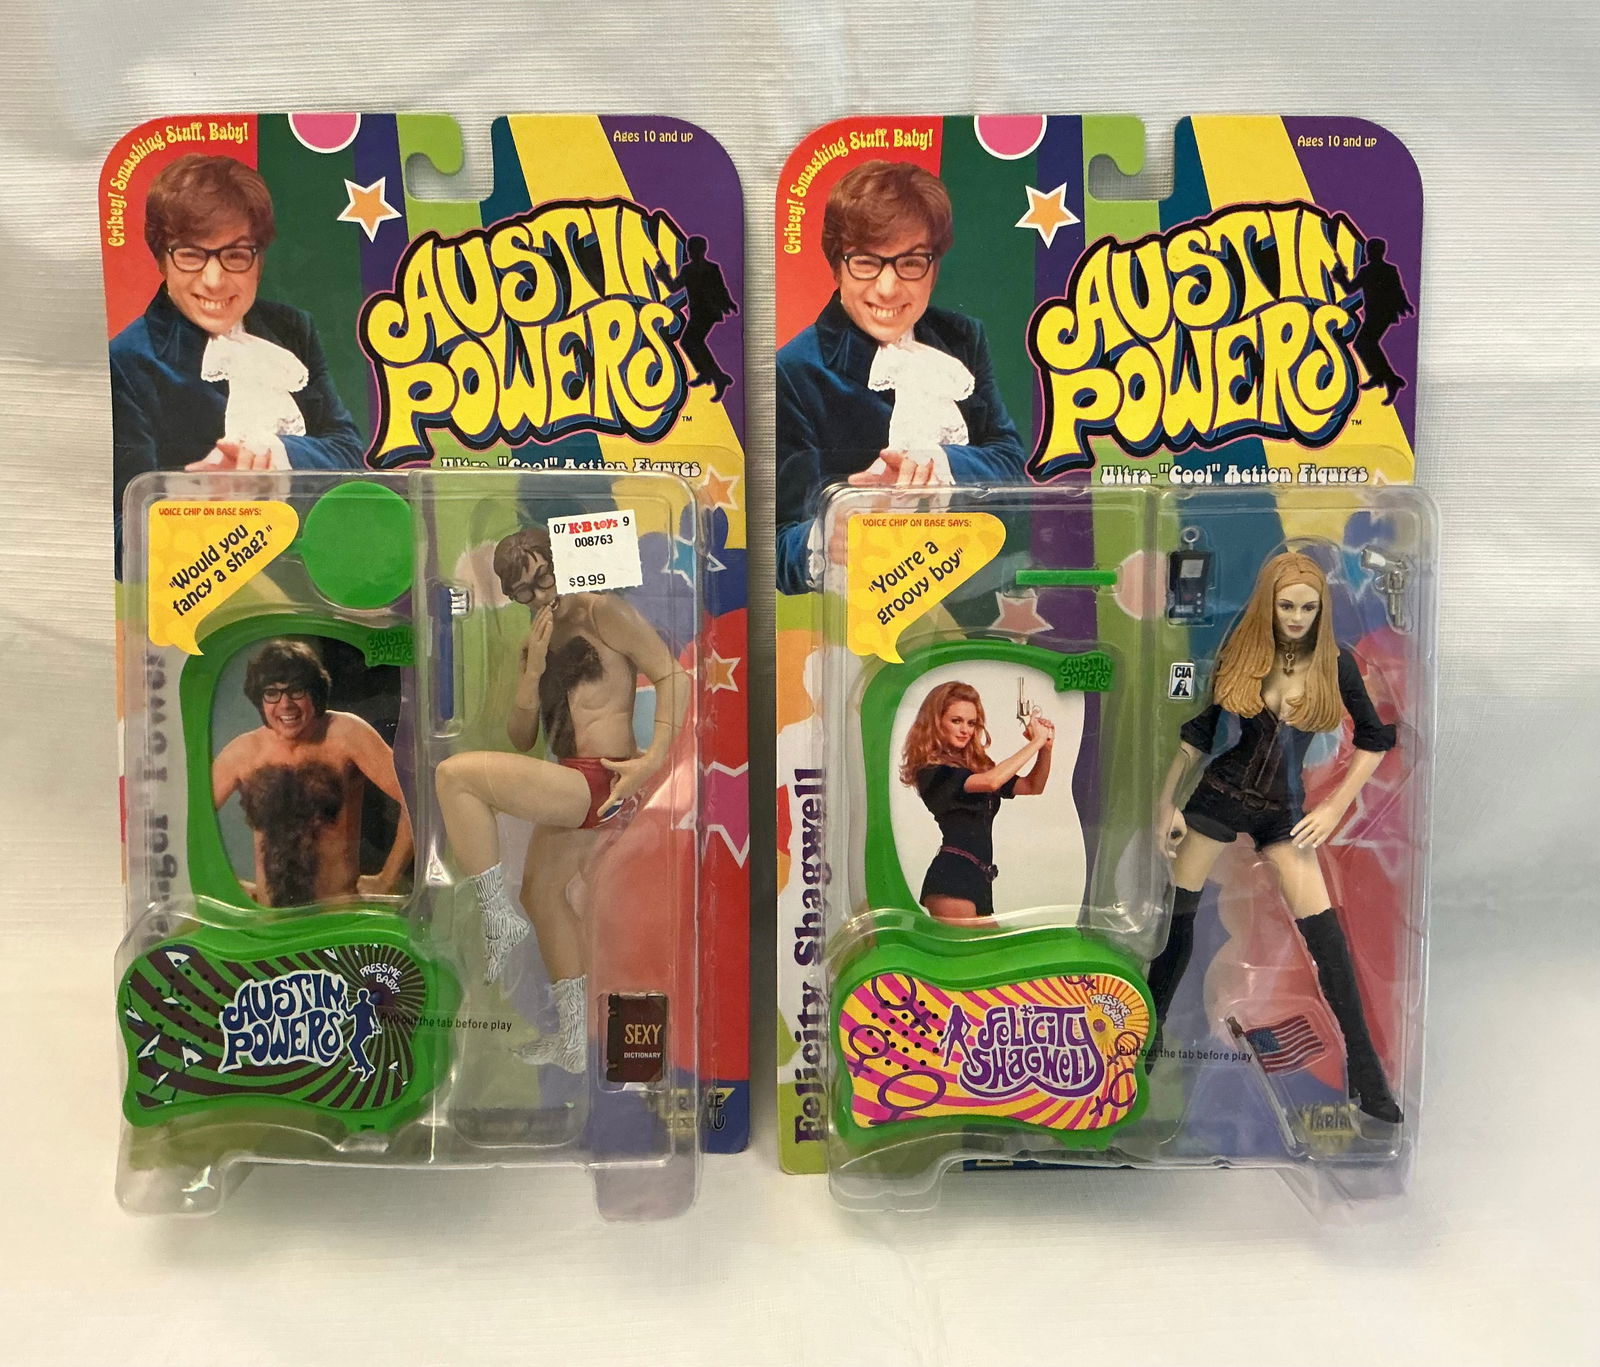 Crikey! Smashing Stuff, Baby!
Ages 10 and up
AUSTIN
POWERS™
Ultra-"Cool" Action Figures
VOICE CHIP ON BASE SAYS:
"Would you
fancy a shag?"
07 K·B toys 9
008763
$9.99
AUSTIN
POWERS
AUSTIN
POWERS
PRESS ME
BABY!
Pull out the tab before play
SEXY
DICTIONARY
Crikey! Smashing Stuff, Baby!
Ages 10 and up
AUSTIN
POWERS™
Ultra-"Cool" Action Figures
VOICE CHIP ON BASE SAYS:
"You're a
groovy boy"
CIA
AUSTIN
POWERS
Felicity Shagwell
FELICITY
SHAGWELL
PRESS ME
BABY!
Pull out the tab before play